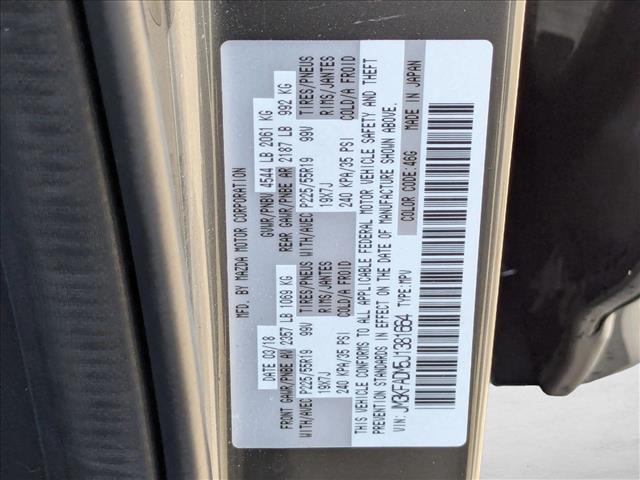 MFD. BY MAZDA MOTOR CORPORATION
DATE 03/18 GVWR/PNBV 4544 LB 2061 KG
FRONT GAWR/PNBE AV 2357 LB 1069 KG REAR GAWR/PNBE AR 2187 LB 992 KG
WITH/AVEC P225/55R19 99V TIRES/PNEUS WITH/AVEC P225/55R19 99V TIRES/PNEUS
19X7J RIMS/JANTES 19X7J RIMS/JANTES
240 KPA/35 PSI COLD/A FROID 240 KPA/35 PSI COLD/A FROID
THIS VEHICLE CONFORMS TO ALL APPLICABLE FEDERAL MOTOR VEHICLE SAFETY AND THEFT
PREVENTION STANDARDS IN EFFECT ON THE DATE OF MANUFACTURE SHOWN ABOVE.
VIN: JM3KFADM5J1381664 TYPE:MPV COLOR CODE:46G MADE IN JAPAN